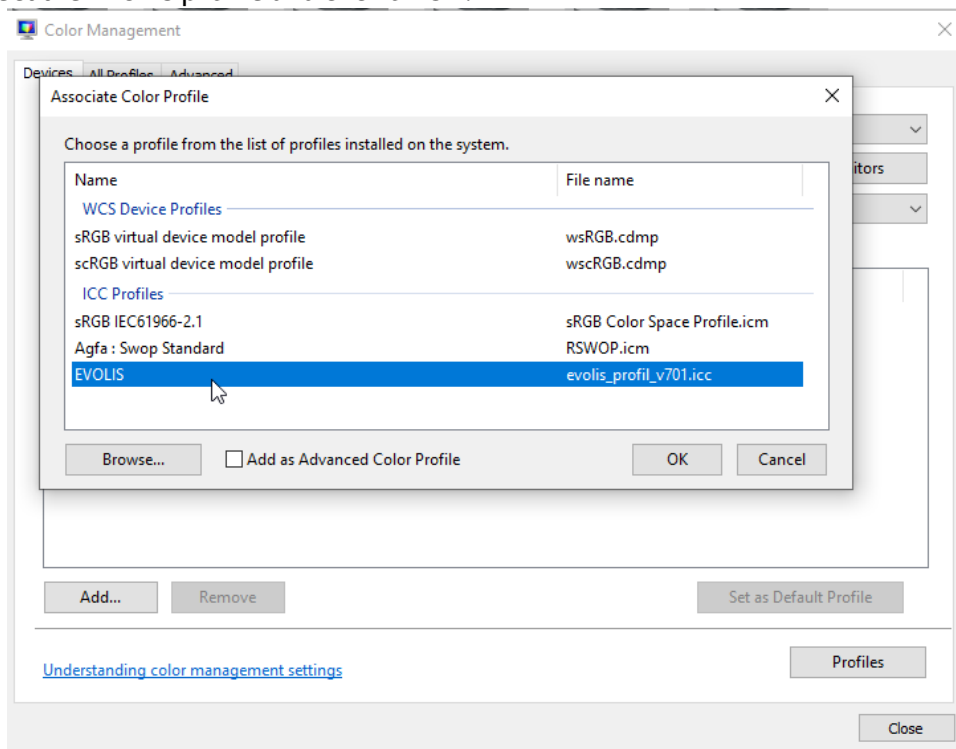 Color Management
Devices All Profiles Advanced
Associate Color Profile
Choose a profile from the list of profiles installed on the system.
Name File name
WCS Device Profiles
sRGB virtual device model profile wsRGB.cdmp
scRGB virtual device model profile wscRGB.cdmp
ICC Profiles
sRGB IEC61966-2.1 sRGB Color Space Profile.icm
Agfa : Swop Standard RSWOP.icm
EVOLIS evolis_profil_v701.icc
itors
Browse... Add as Advanced Color Profile OK Cancel
Add... Remove Set as Default Profile
Understanding color management settings Profiles
Close